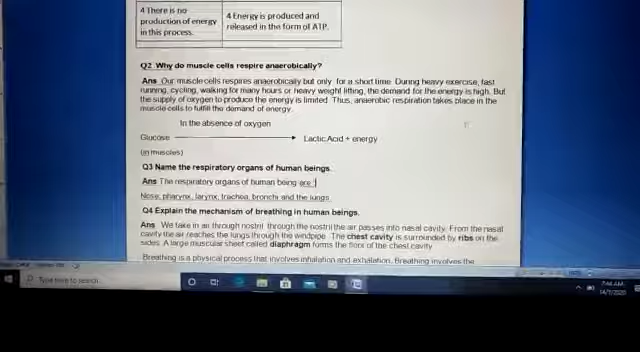 4 There is no
production of energy
in this process.
4 Energy is produced and
released in the form of ATP.
Q2 Why do muscle cells respire anaerobically?
Ans Our muscle cells respires anaerobically but only for a short time. During heavy exercise, fast
running, cycling, walking for many hours or heavy weight lifting, the demand for the energy is high. But
the supply of oxygen to produce the energy is limited. Thus, anaerobic respiration takes place in the
muscle cells to fulfill the demand of energy.
In the absence of oxygen
Glucose Lactic Acid + energy
(in muscles)
Q3 Name the respiratory organs of human beings.
Ans The respiratory organs of human being are
Nose, pharynx, larynx, trachea, bronchi and the lungs.
Q4 Explain the mechanism of breathing in human beings.
Ans We take in air through nostril. through the nostril the air passes into nasal cavity. From the nasal
cavity the air reaches the lungs through the windpipe. The chest cavity is surrounded by ribs on the
sides. A large muscular sheet called diaphragm forms the floor of the chest cavity.
Breathing is a physical process that involves inhalation and exhalation. Breathing involves the
Type here to search